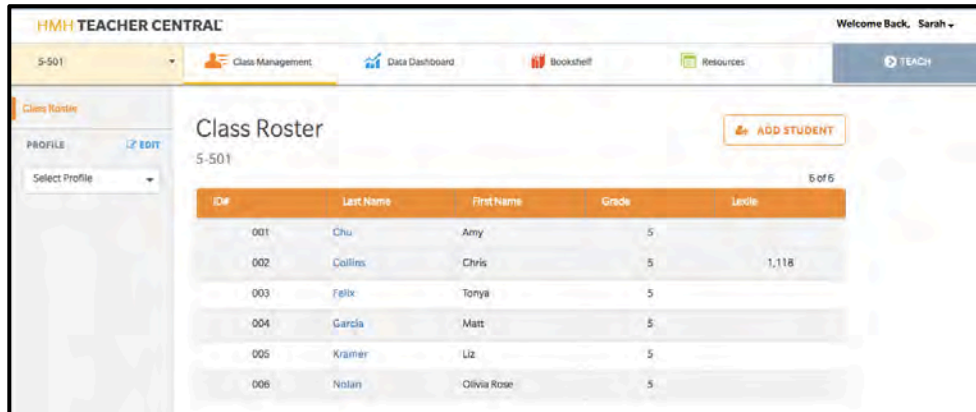 HMH TEACHER CENTRAL
Welcome Back, Sarah
5-501
Class Management
Data Dashboard
Bookshelf
Resources
TEACH
Class Roster
PROFILE
EDIT
Select Profile
Class Roster
ADD STUDENT
5-501
6 of 6
ID# Last Name First Name Grade Lexile
001 Chu Amy 5
002 Collins Chris 5 1,118
003 Felix Tonya 5
004 Garcia Matt 5
005 Kramer Liz 5
006 Nolan Olivia Rose 5